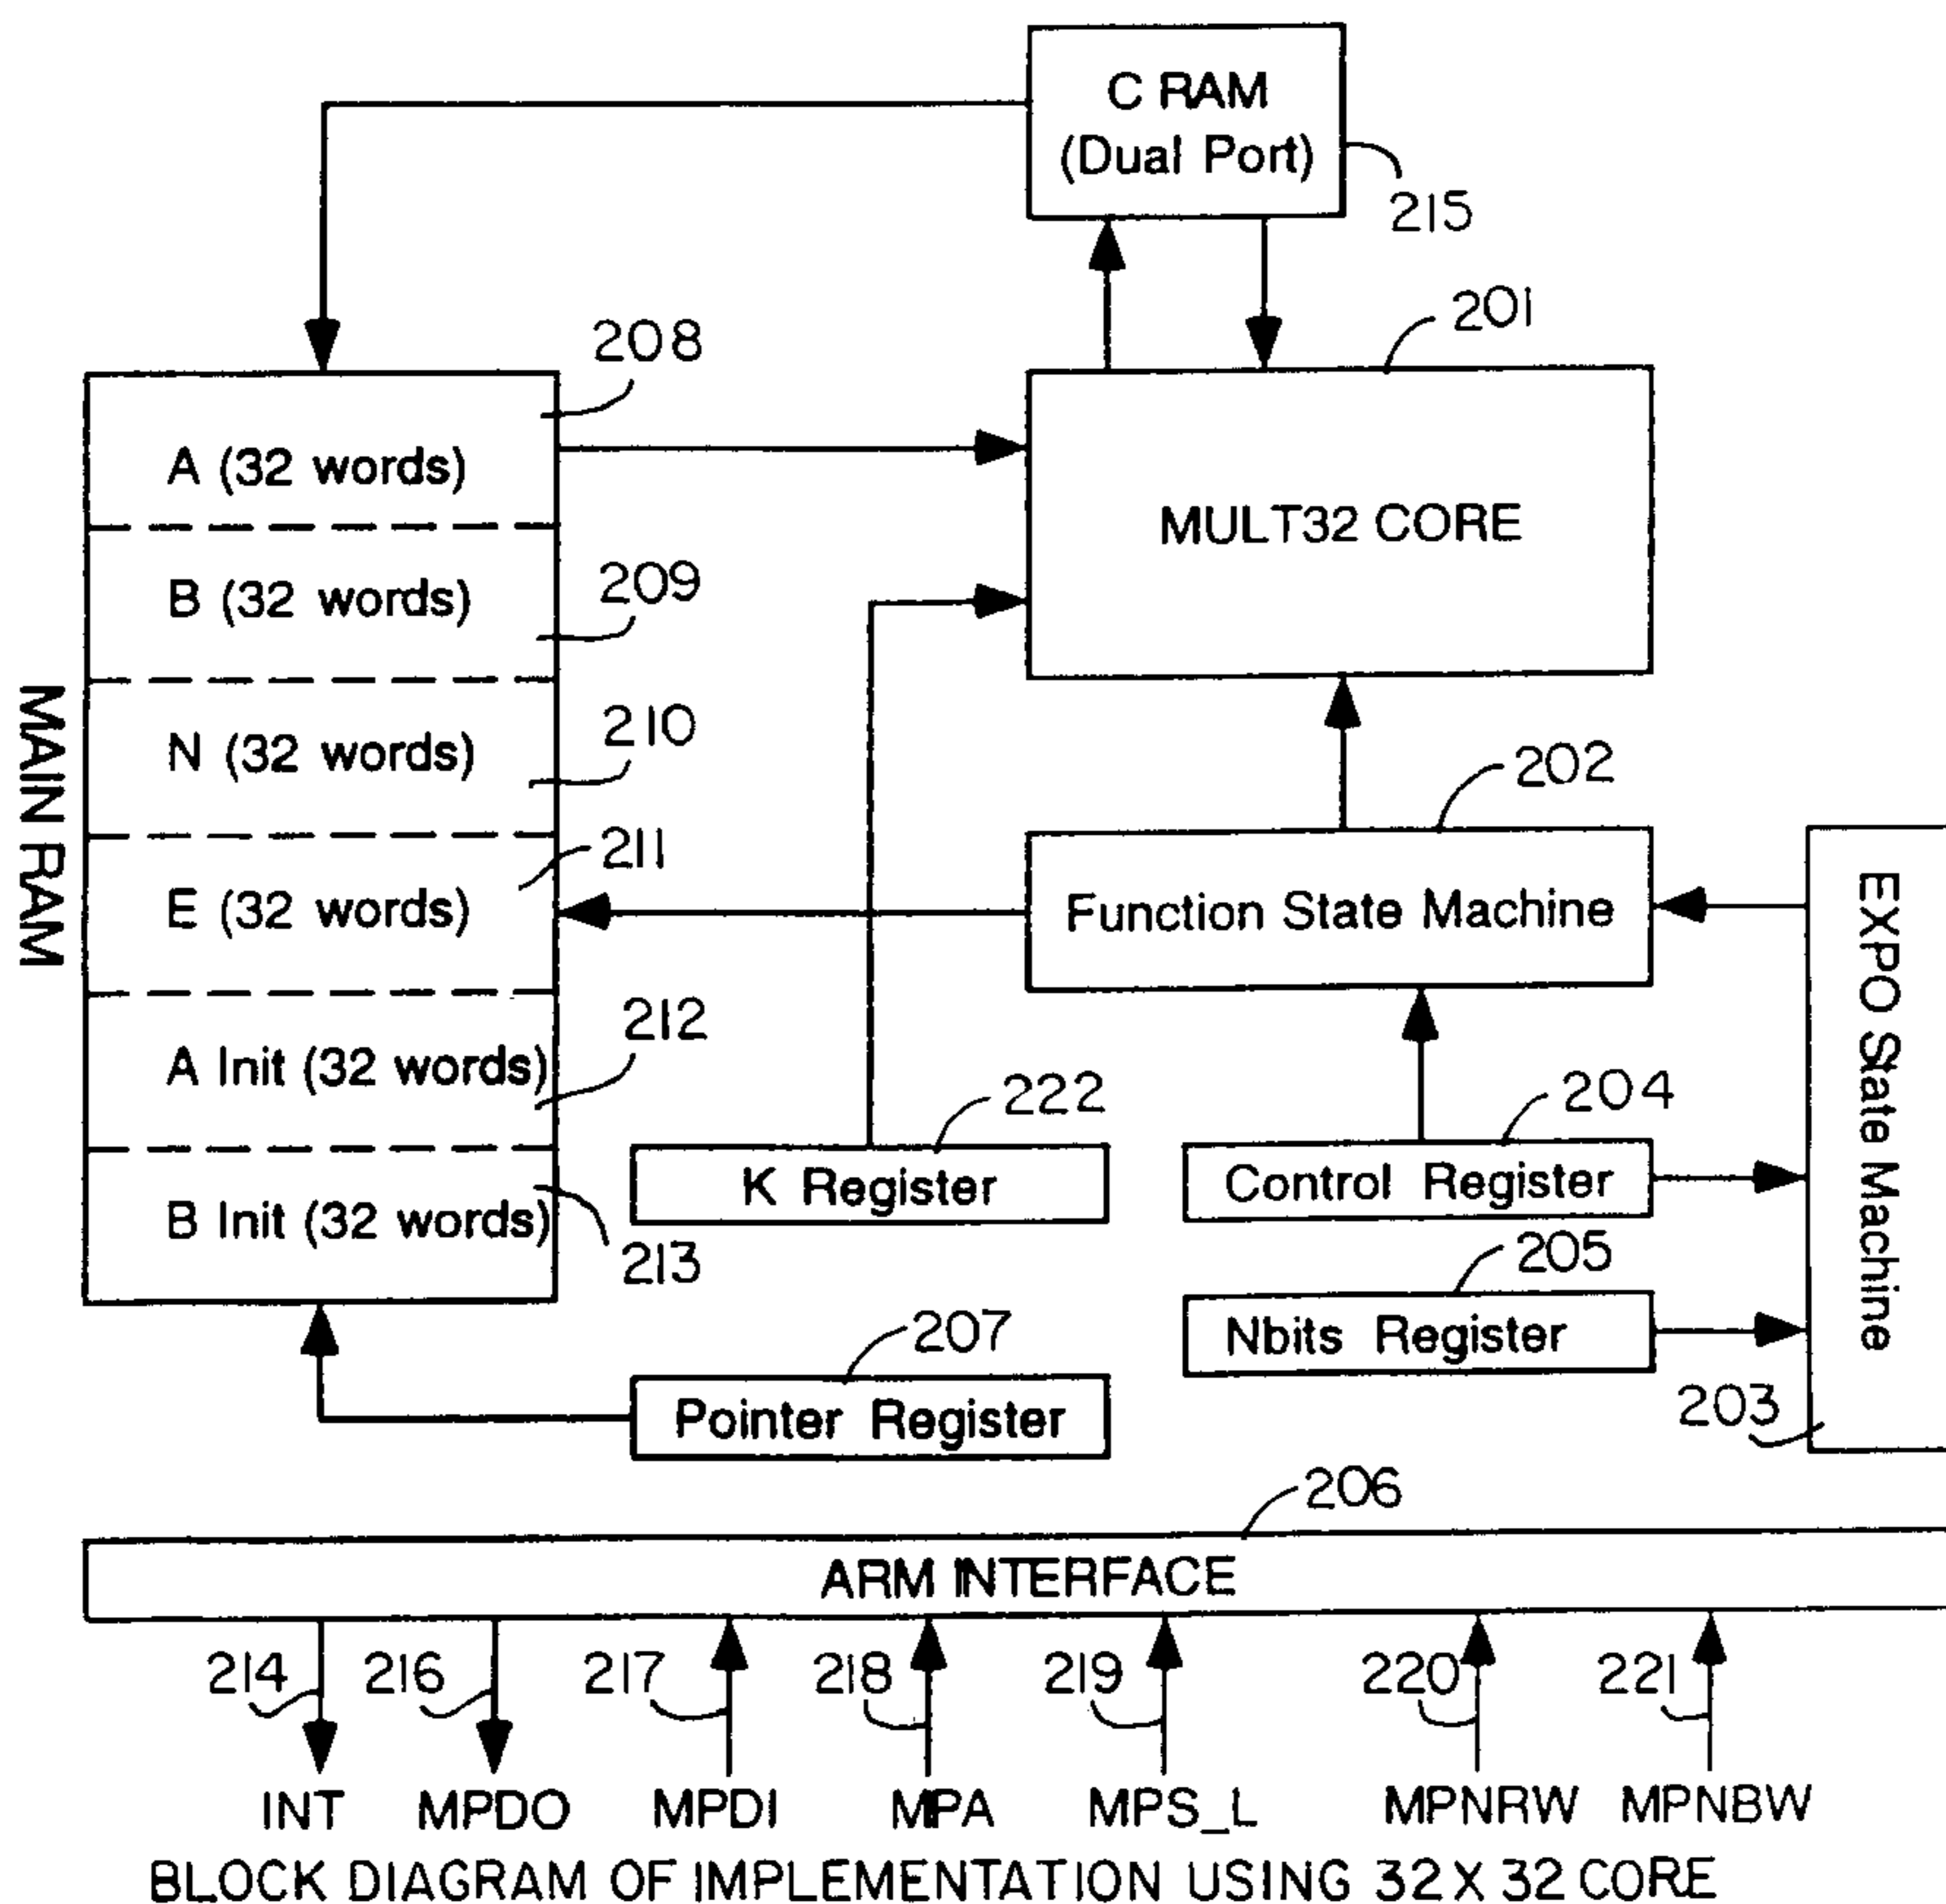 C RAM
(Dual Port)
215
201
208
A (32 words)
MULT32 CORE
B (32 words)
209
MAIN RAM
N (32 words)
210
202
E (32 words)
211
Function State Machine
EXPO State Machine
A Init (32 words)
212
222
204
K Register
Control Register
B Init (32 words)
213
205
Nbits Register
207
Pointer Register
203
206
ARM INTERFACE
214 216 217 218 219 220 221
INT MPDO MPDI MPA MPS_L MPNRW MPNBW
BLOCK DIAGRAM OF IMPLEMENTATION USING 32 X 32 CORE